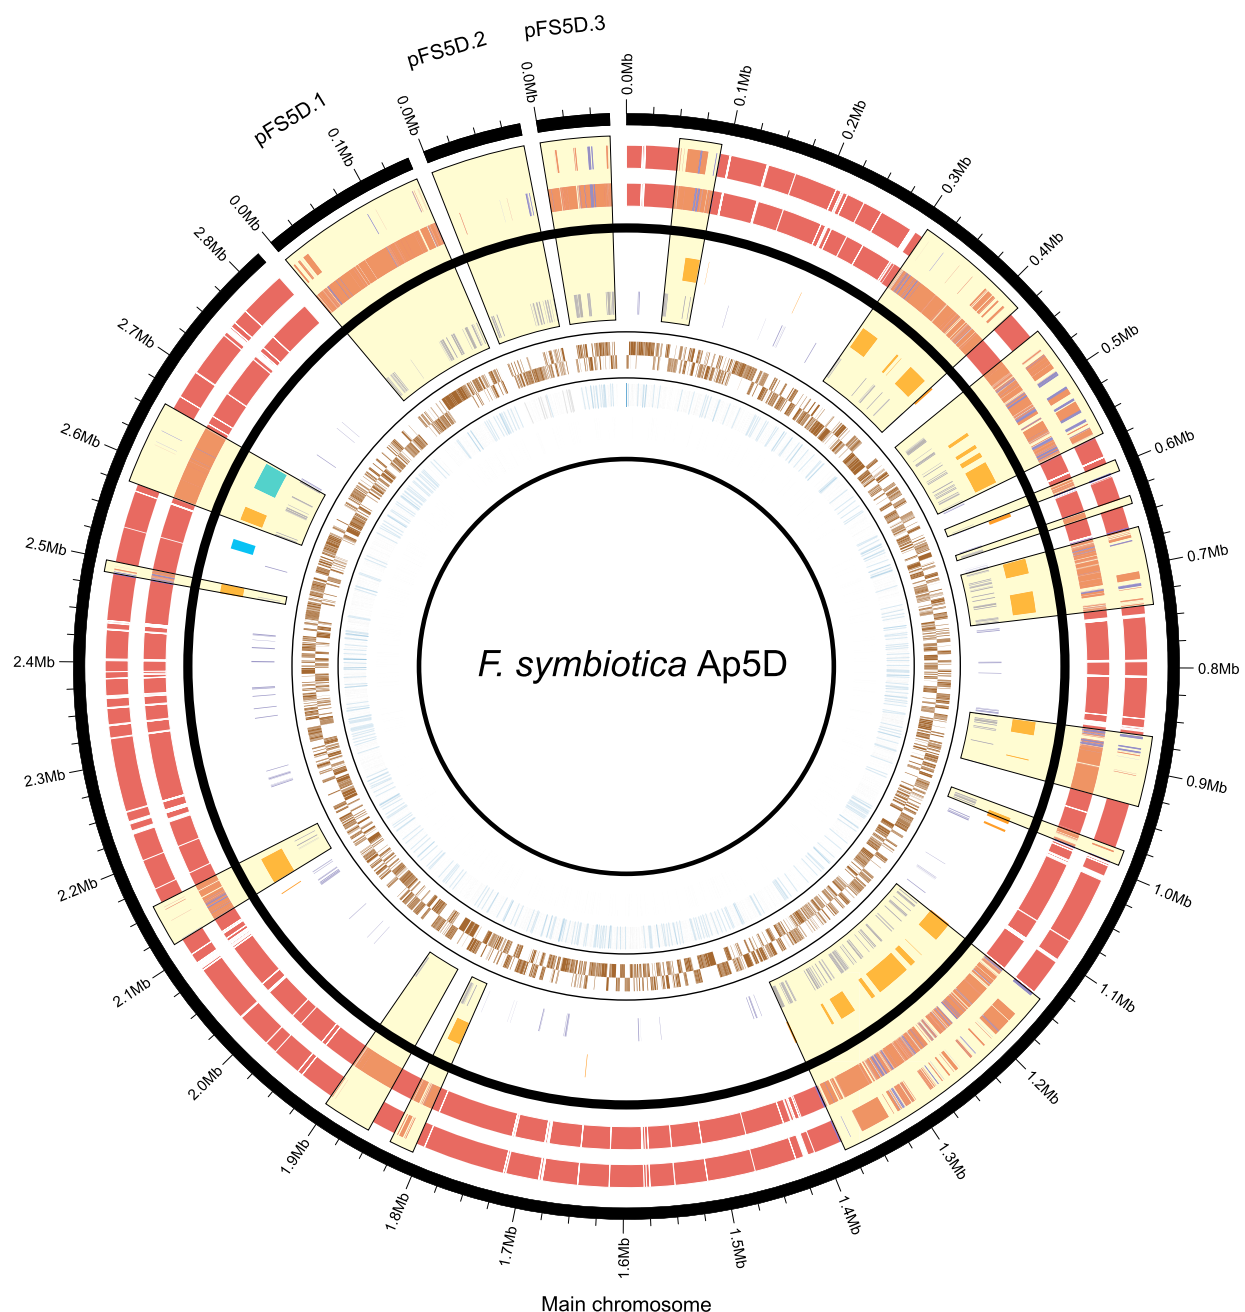 pFS5D.1
pFS5D.2
pFS5D.3
0.0Mb
0.1Mb
0.0Mb
0.0Mb
0.0Mb
0.1Mb
0.2Mb
0.3Mb
0.4Mb
0.5Mb
0.6Mb
0.7Mb
0.8Mb
0.9Mb
1.0Mb
1.1Mb
1.2Mb
1.3Mb
1.4Mb
1.5Mb
1.6Mb
1.7Mb
1.8Mb
1.9Mb
2.0Mb
2.1Mb
2.2Mb
2.3Mb
2.4Mb
2.5Mb
2.6Mb
2.7Mb
2.8Mb
F. symbiotica Ap5D
Main chromosome